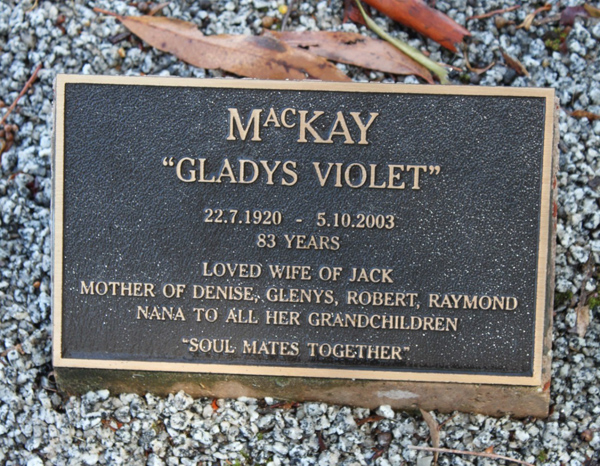 MacKAY
"GLADYS VIOLET"
22.7.1920 - 5.10.2003
83 YEARS
LOVED WIFE OF JACK
MOTHER OF DENISE, GLENYS, ROBERT, RAYMOND
NANA TO ALL HER GRANDCHILDREN
"SOUL MATES TOGETHER"